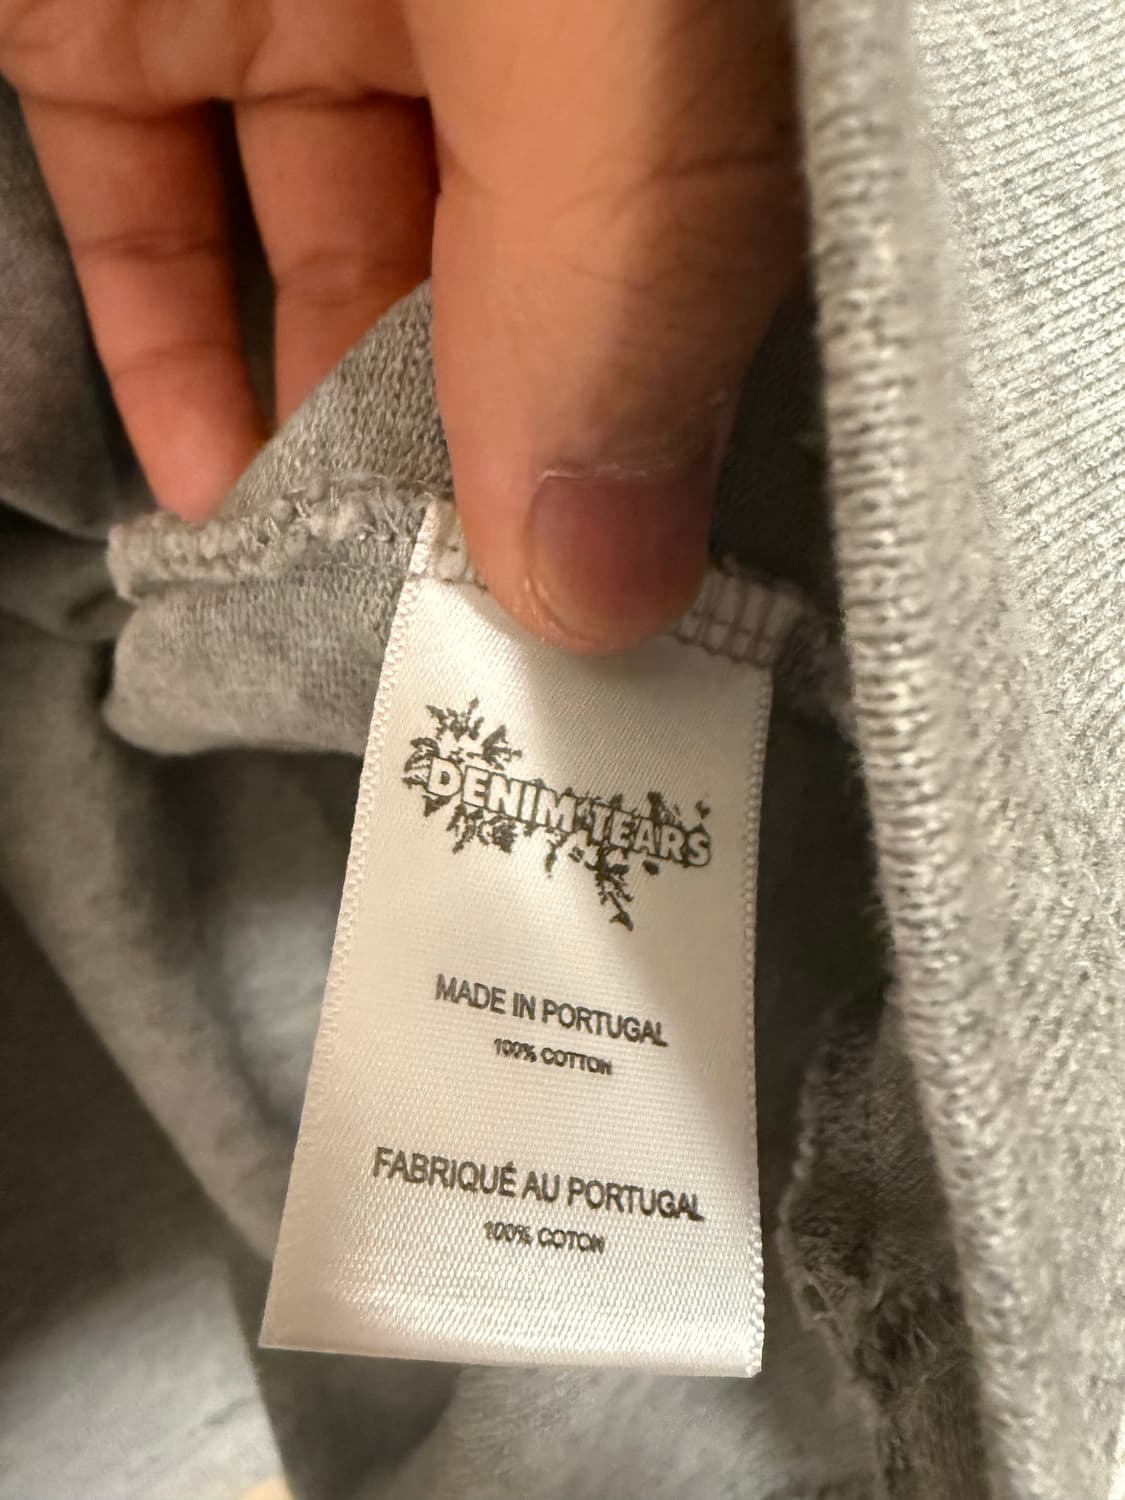 DENIM TEARS
MADE IN PORTUGAL
100% COTTON
FABRIQUÉ AU PORTUGAL
100% COTON